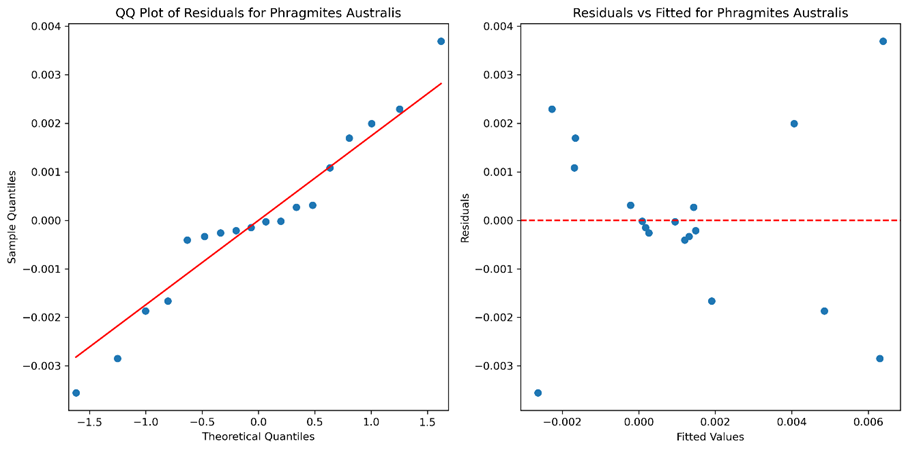 QQ Plot of Residuals for Phragmites Australis
0.004
0.003
0.002
0.001
0.000
−0.001
−0.002
−0.003
Sample Quantiles
−1.5 −1.0 −0.5 0.0 0.5 1.0 1.5
Theoretical Quantiles
Residuals vs Fitted for Phragmites Australis
0.004
0.003
0.002
0.001
0.000
−0.001
−0.002
−0.003
Residuals
−0.002 0.000 0.002 0.004 0.006
Fitted Values